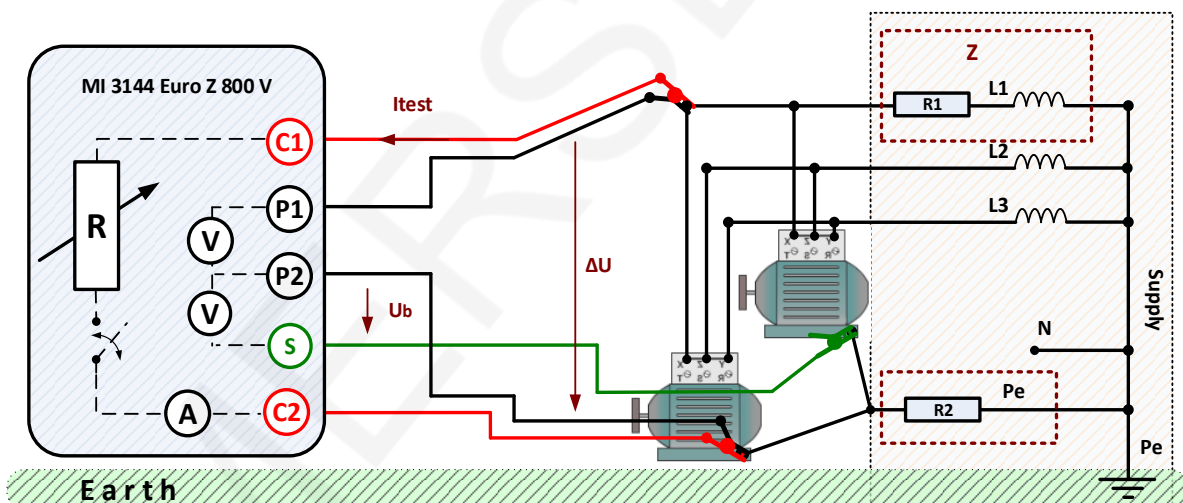 MI 3144 Euro Z 800 V
C1
P1
V
R
P2
V
S
A
C2
Itest
ΔU
Ub
Z
R1
L1
L2
L3
X Z Y
T S R
X Z Y
T S R
N
Supply
R2
Pe
Pe
Earth